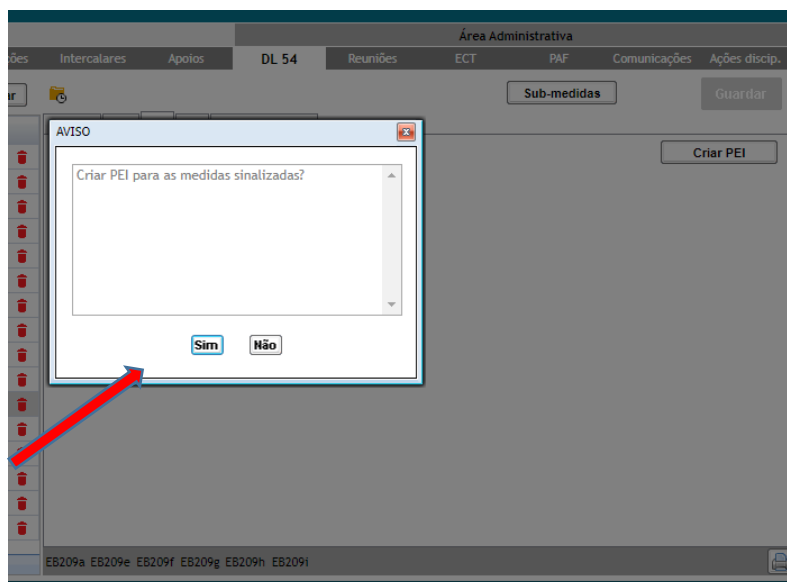 Área Administrativa
ões Intercalares Apoios DL 54 Reuniões ECT PAF Comunicações Ações discip.
ar Sub-medidas Guardar
AVISO
Criar PEI
Criar PEI para as medidas sinalizadas?
Sim Não
EB209a EB209e EB209f EB209g EB209h EB209i